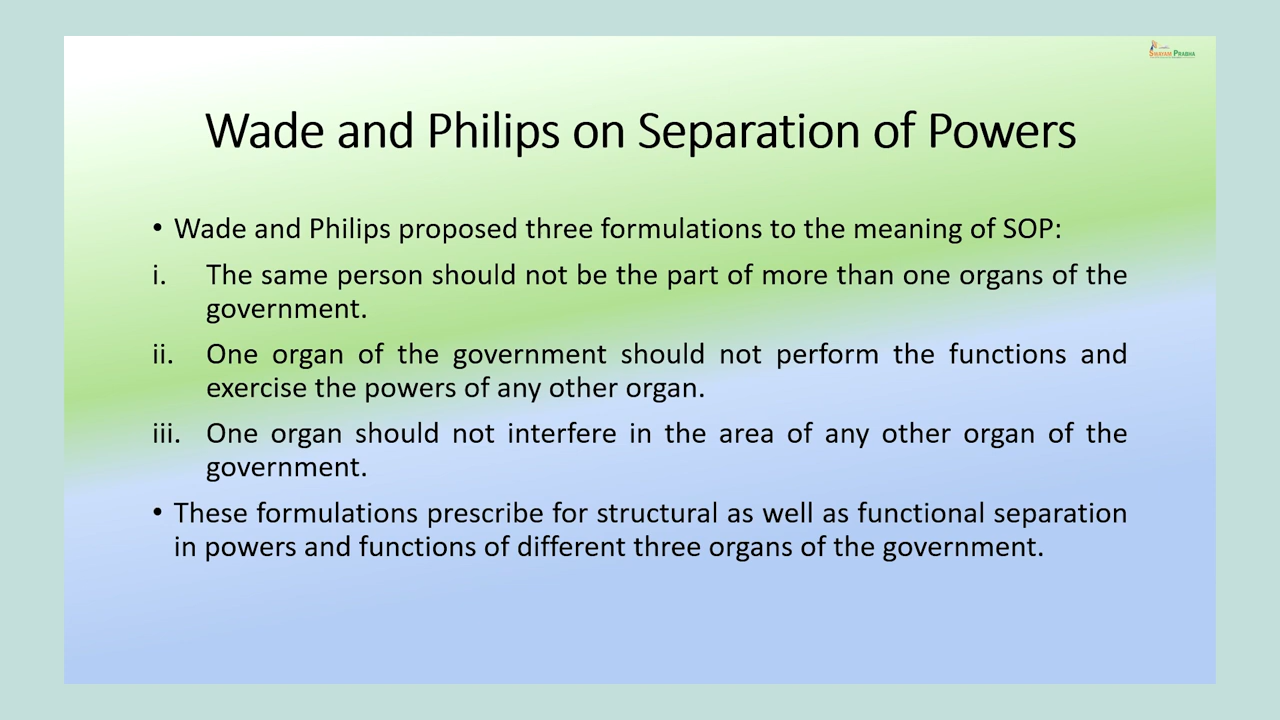 SWAYAM PRABHA
Wade and Philips on Separation of Powers
• Wade and Philips proposed three formulations to the meaning of SOP:
i. The same person should not be the part of more than one organs of the
government.
ii. One organ of the government should not perform the functions and
exercise the powers of any other organ.
iii. One organ should not interfere in the area of any other organ of the
government.
• These formulations prescribe for structural as well as functional separation
in powers and functions of different three organs of the government.